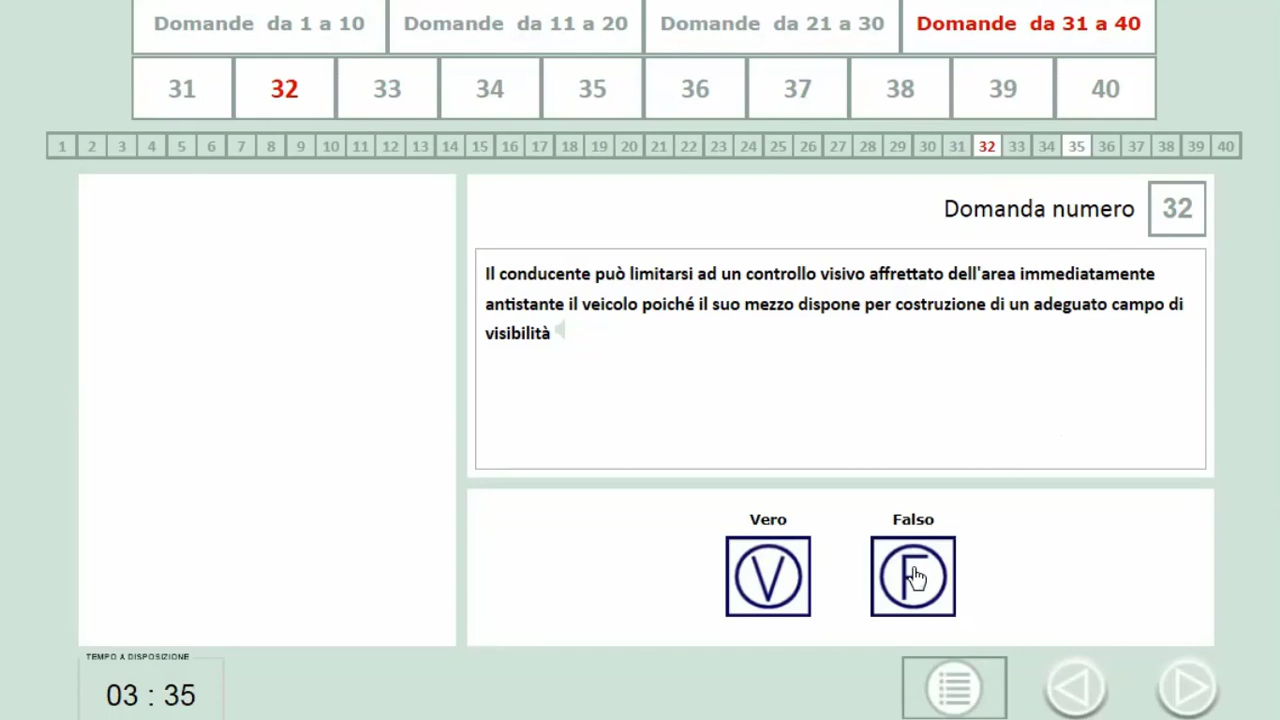 Domande da 1 a 10 Domande da 11 a 20 Domande da 21 a 30 Domande da 31 a 40
31 32 33 34 35 36 37 38 39 40
1 2 3 4 5 6 7 8 9 10 11 12 13 14 15 16 17 18 19 20 21 22 23 24 25 26 27 28 29 30 31 32 33 34 35 36 37 38 39 40
Domanda numero 32
Il conducente può limitarsi ad un controllo visivo affrettato dell'area immediatamente
antistante il veicolo poiché il suo mezzo dispone per costruzione di un adeguato campo di
visibilità
Vero Falso
V F
TEMPO A DISPOSIZIONE
03 : 35